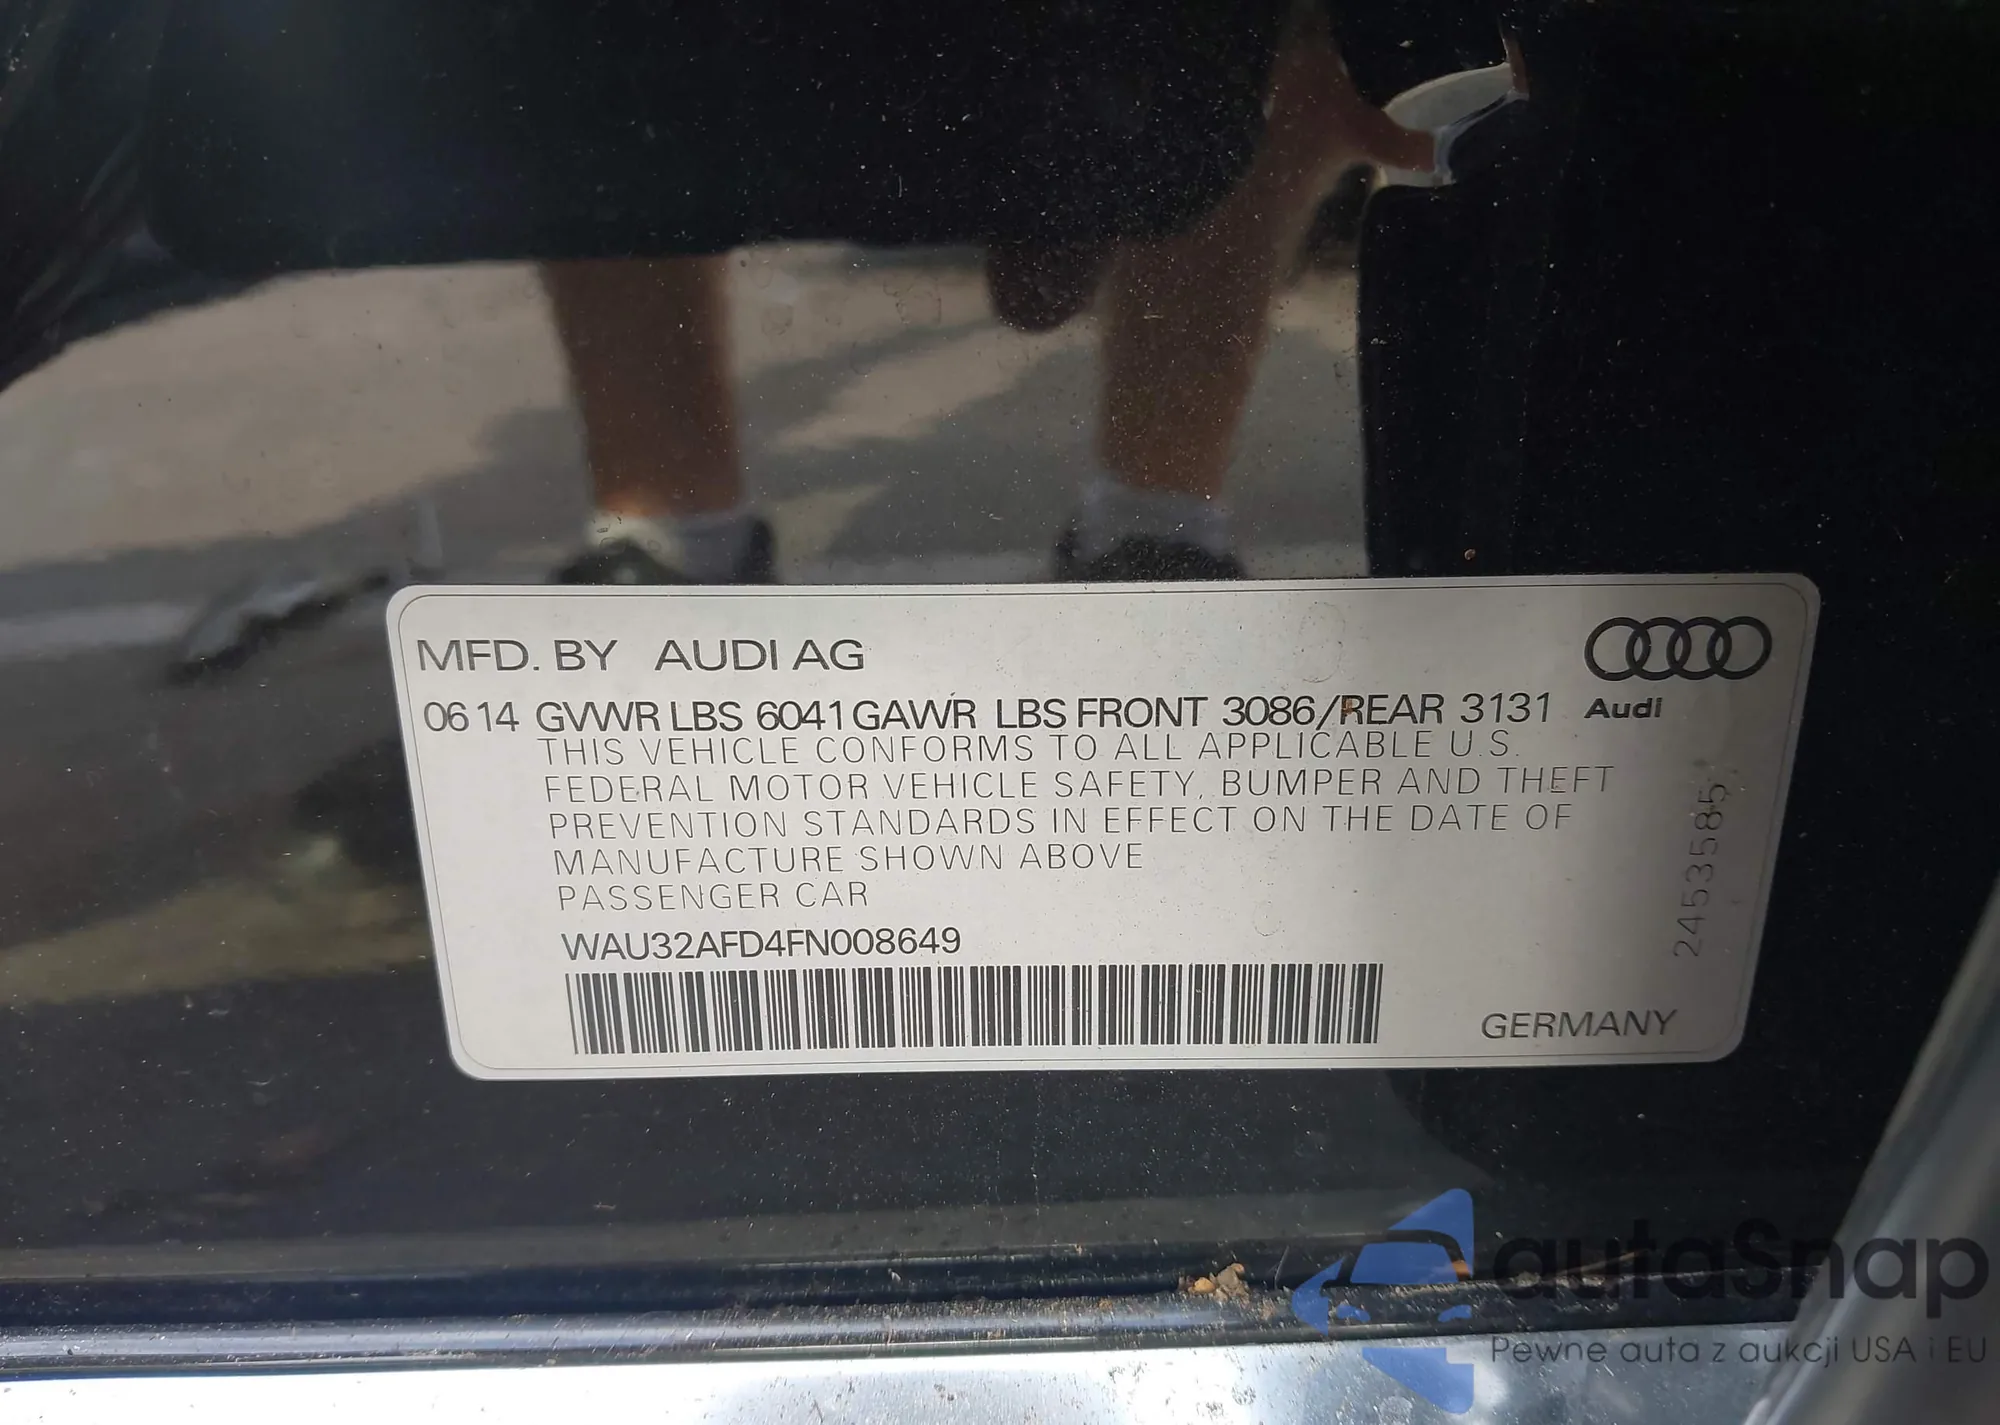 MFD. BY AUDI AG
06 14 GVWR LBS 6041 GAWR LBS FRONT 3086/REAR 3131
Audi
THIS VEHICLE CONFORMS TO ALL APPLICABLE U.S.
FEDERAL MOTOR VEHICLE SAFETY, BUMPER AND THEFT
PREVENTION STANDARDS IN EFFECT ON THE DATE OF
MANUFACTURE SHOWN ABOVE
PASSENGER CAR
WAU32AFD4FN008649
GERMANY
24535857
autaSnap
Pewne auta z aukcji USA i EU